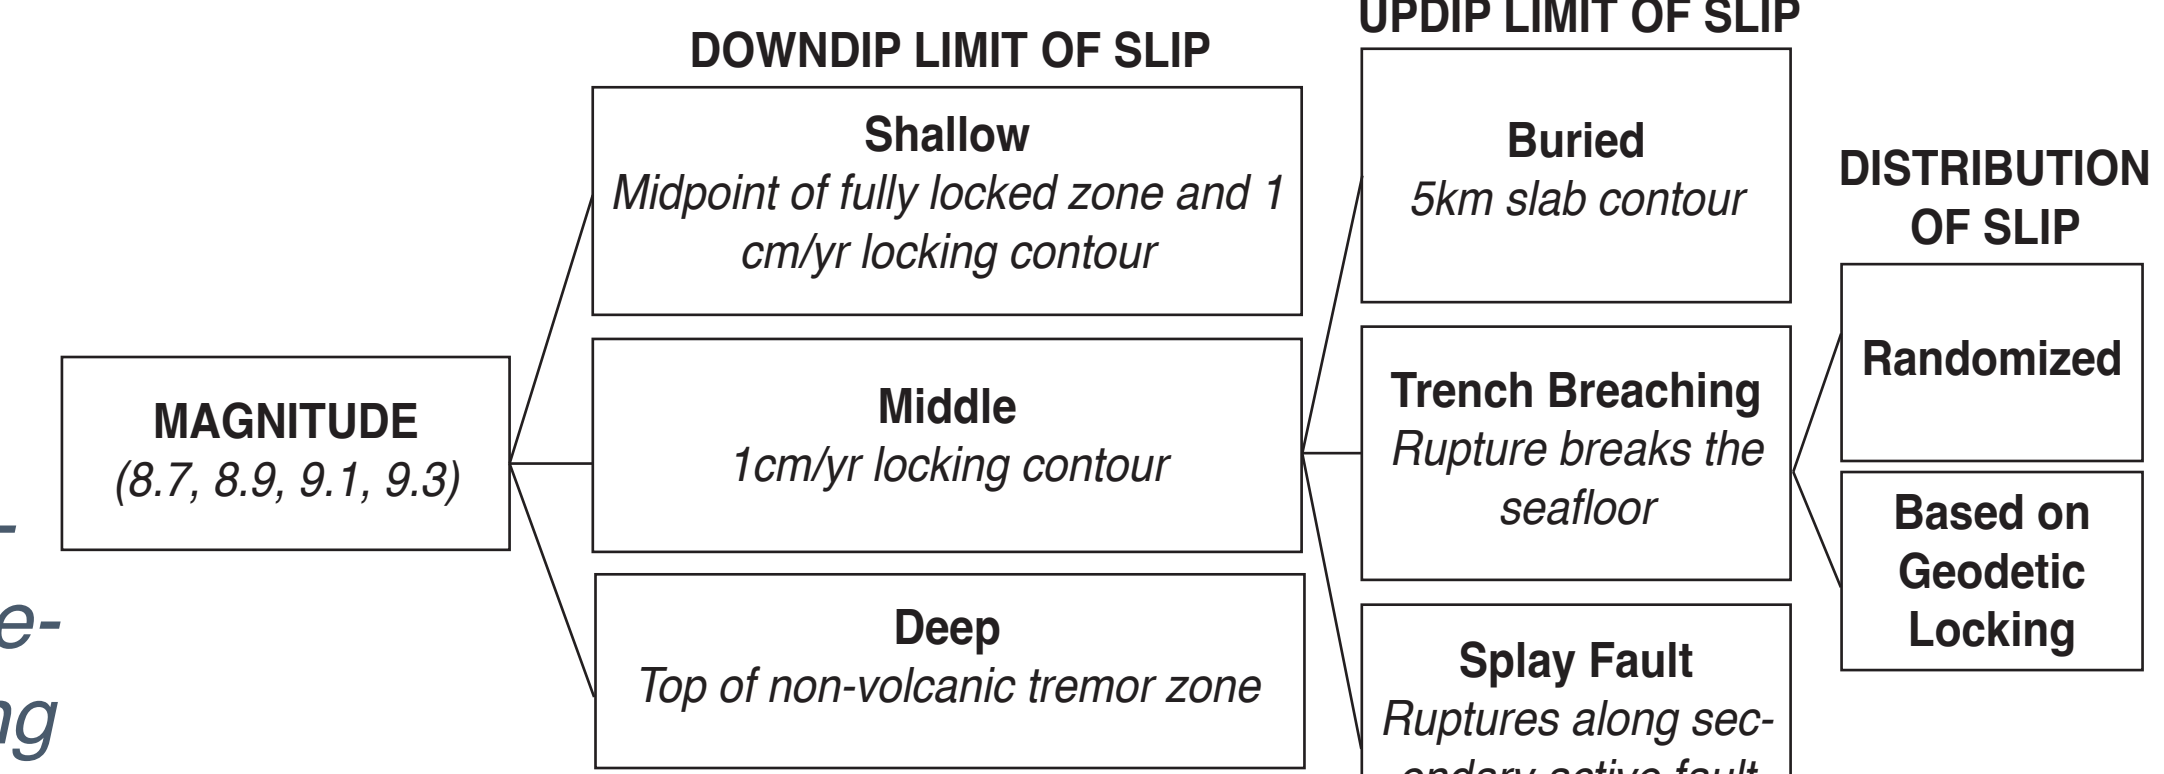 MAGNITUDE
(8.7, 8.9, 9.1, 9.3)
DOWNDIP LIMIT OF SLIP
Shallow
Midpoint of fully locked zone and 1
cm/yr locking contour
Middle
1cm/yr locking contour
Deep
Top of non-volcanic tremor zone
UPDIP LIMIT OF SLIP
Buried
5km slab contour
Trench Breaching
Rupture breaks the
seafloor
Splay Fault
Ruptures along sec-
ondary active fault
DISTRIBUTION
OF SLIP
Randomized
Based on
Geodetic
Locking